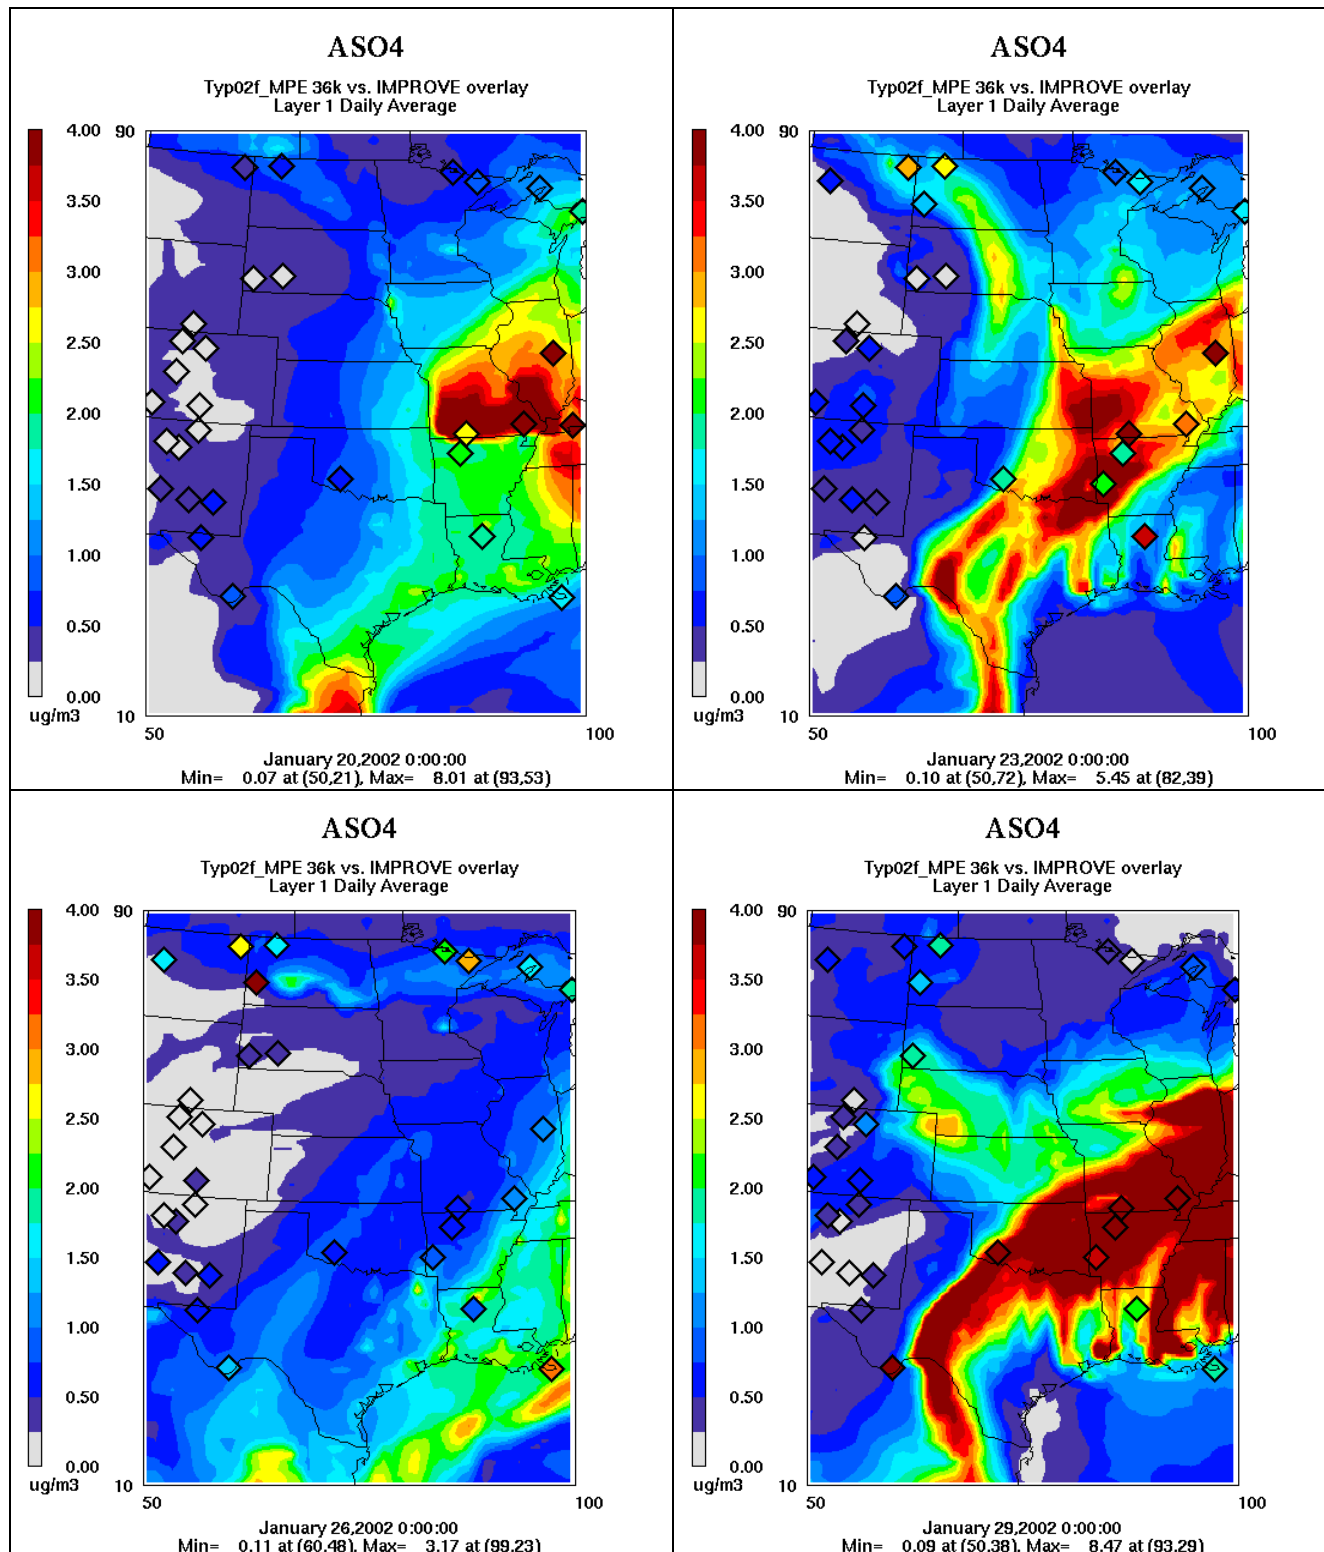 ASO4
Typ02f_MPE 36k vs. IMPROVE overlay
Layer 1 Daily Average
90
4.00
3.50
3.00
2.50
2.00
1.50
1.00
0.50
0.00
ug/m3
10
50
100
January 20,2002 0:00:00
Min= 0.07 at (50,21), Max= 8.01 at (93,53)
ASO4
Typ02f_MPE 36k vs. IMPROVE overlay
Layer 1 Daily Average
90
4.00
3.50
3.00
2.50
2.00
1.50
1.00
0.50
0.00
ug/m3
10
50
100
January 23,2002 0:00:00
Min= 0.10 at (50,72), Max= 5.45 at (82,39)
ASO4
Typ02f_MPE 36k vs. IMPROVE overlay
Layer 1 Daily Average
90
4.00
3.50
3.00
2.50
2.00
1.50
1.00
0.50
0.00
ug/m3
10
50
100
January 26,2002 0:00:00
Min= 0.11 at (60,48), Max= 3.17 at (99,23)
ASO4
Typ02f_MPE 36k vs. IMPROVE overlay
Layer 1 Daily Average
90
4.00
3.50
3.00
2.50
2.00
1.50
1.00
0.50
0.00
ug/m3
10
50
100
January 29,2002 0:00:00
Min= 0.09 at (50,38), Max= 8.47 at (93,29)